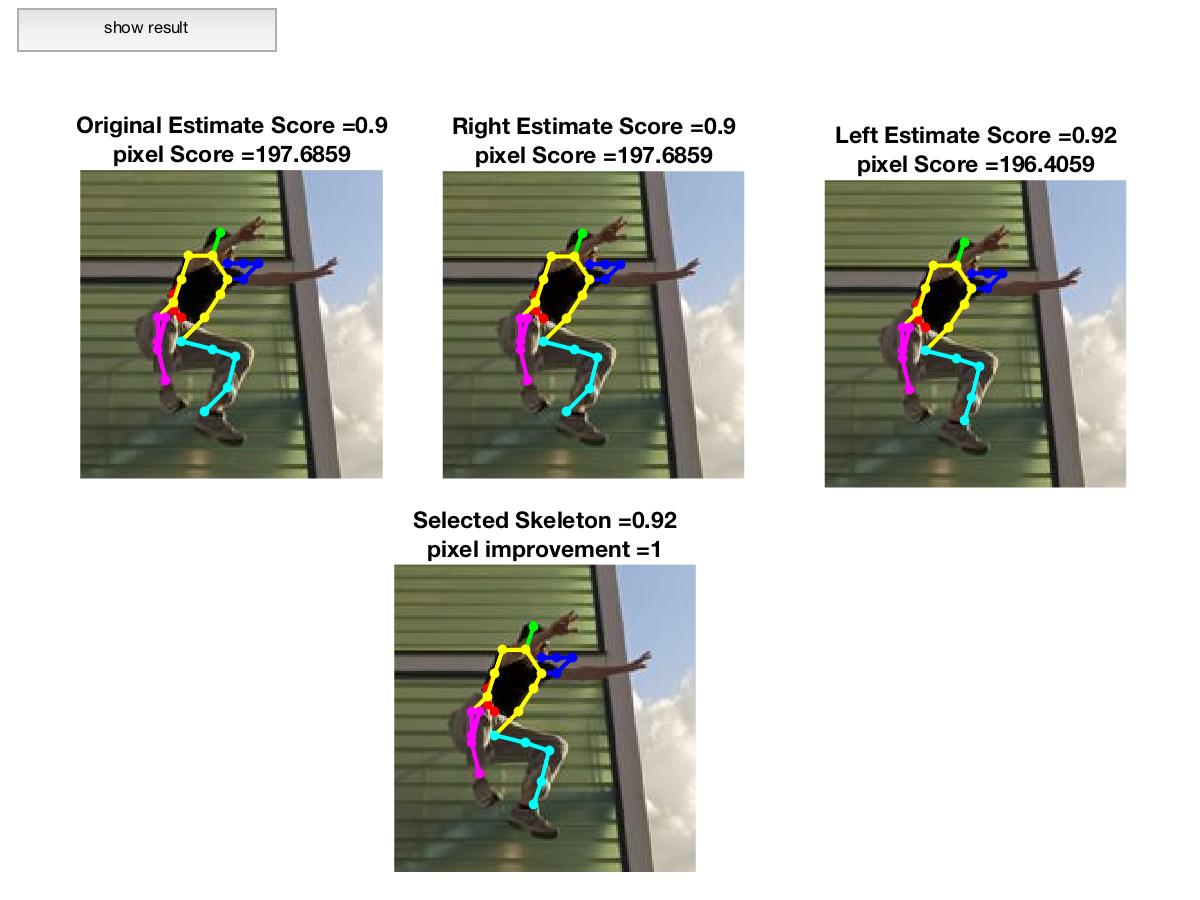 show result
Original Estimate Score =0.9
pixel Score =197.6859
Right Estimate Score =0.9
pixel Score =197.6859
Left Estimate Score =0.92
pixel Score =196.4059
Selected Skeleton =0.92
pixel improvement =1